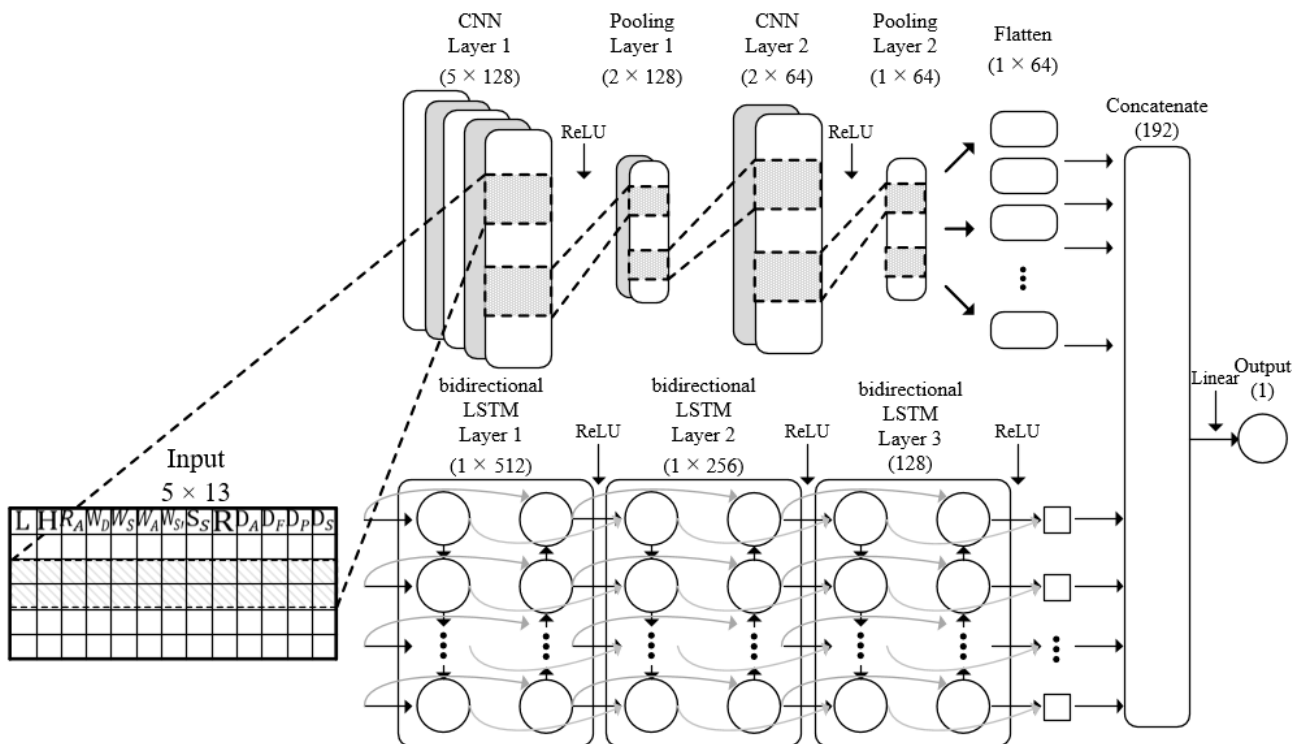 CNN
Layer 1
(5 × 128)
Pooling
Layer 1
(2 × 128)
CNN
Layer 2
(2 × 64)
Pooling
Layer 2
(1 × 64)
Flatten
(1 × 64)
Concatenate
(192)
ReLU
ReLU
bidirectional
LSTM
Layer 1
(1 × 512)
ReLU
bidirectional
LSTM
Layer 2
(1 × 256)
ReLU
bidirectional
LSTM
Layer 3
(128)
ReLU
Linear
Output
(1)
Input
5 × 13
L H R_A W_D W_S W_A S_S R D_A D_F D_P D_S